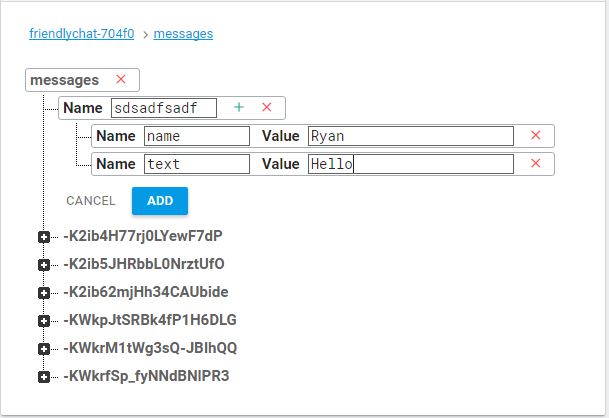 friendlychat-704f0 > messages
messages ×
Name sdsadfsadf + ×
Name name Value Ryan ×
Name text Value Hello ×
CANCEL ADD
-K2ib4H77rj0LYewF7dP
-K2ib5JHRbbL0NrztUfO
-K2ib62mjHh34CAUbide
-KWkpJtSRBk4fP1H6DLG
-KWkrM1tWg3sQ-JBIhQQ
-KWkrfSp_fyNNdBNIPR3